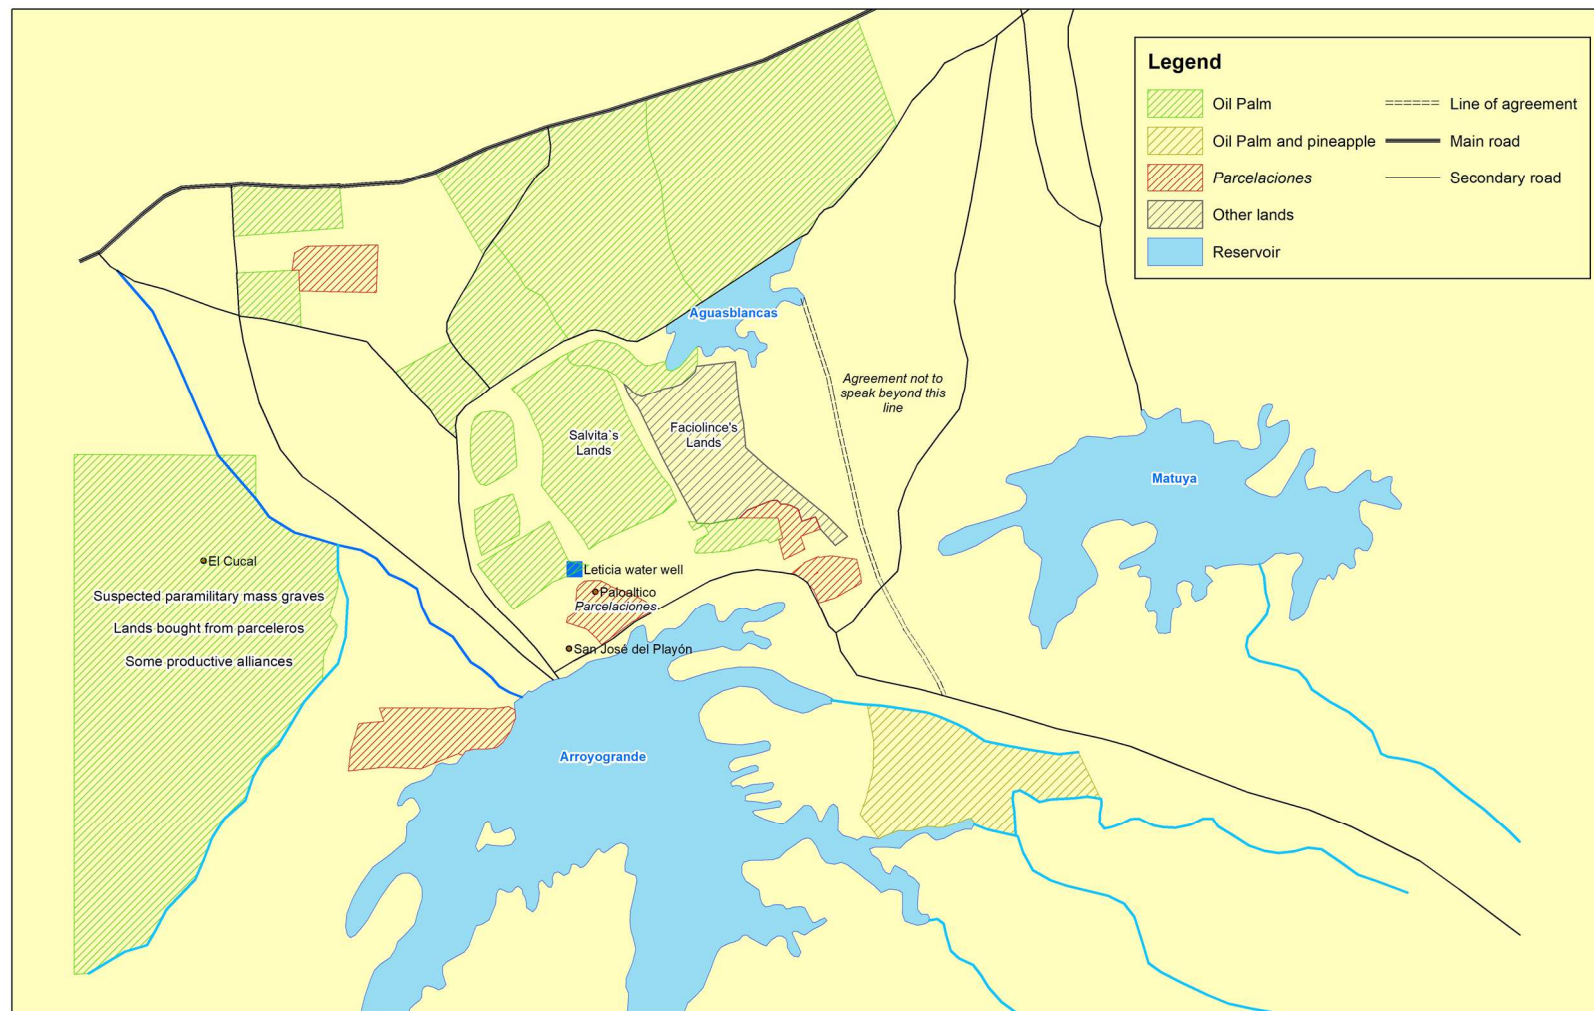 Legend
Oil Palm
Oil Palm and pineapple
Parcelaciones
Other lands
Reservoir
Line of agreement
Main road
Secondary road
Aguasblancas
Agreement not to
speak beyond this
line
Salvita`s
Lands
Faciolince's
Lands
Matuya
El Cucal
Suspected paramilitary mass graves
Lands bought from parceleros
Some productive alliances
Leticia water well
Paloaltico
Parcelaciones
San José del Playón
Arroyogrande